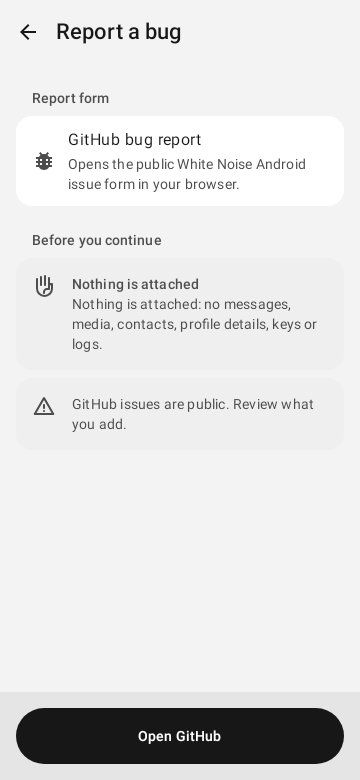 Report a bug
Report form
GitHub bug report
Opens the public White Noise Android
issue form in your browser.
Before you continue
Nothing is attached
Nothing is attached: no messages,
media, contacts, profile details, keys or
logs.
GitHub issues are public. Review what
you add.
Open GitHub